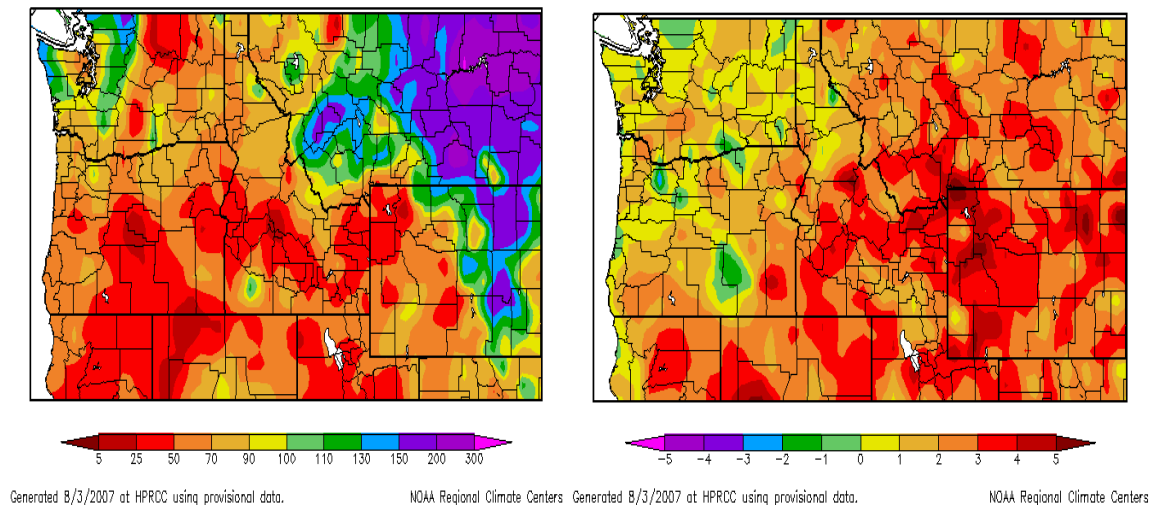 5 25 50 70 90 100 110 130 150 200 300
-5 -4 -3 -2 -1 0 1 2 3 4 5
Generated 8/3/2007 at HPRCC using provisional data. NOAA Regional Climate Centers
Generated 8/3/2007 at HPRCC using provisional data. NOAA Regional Climate Centers